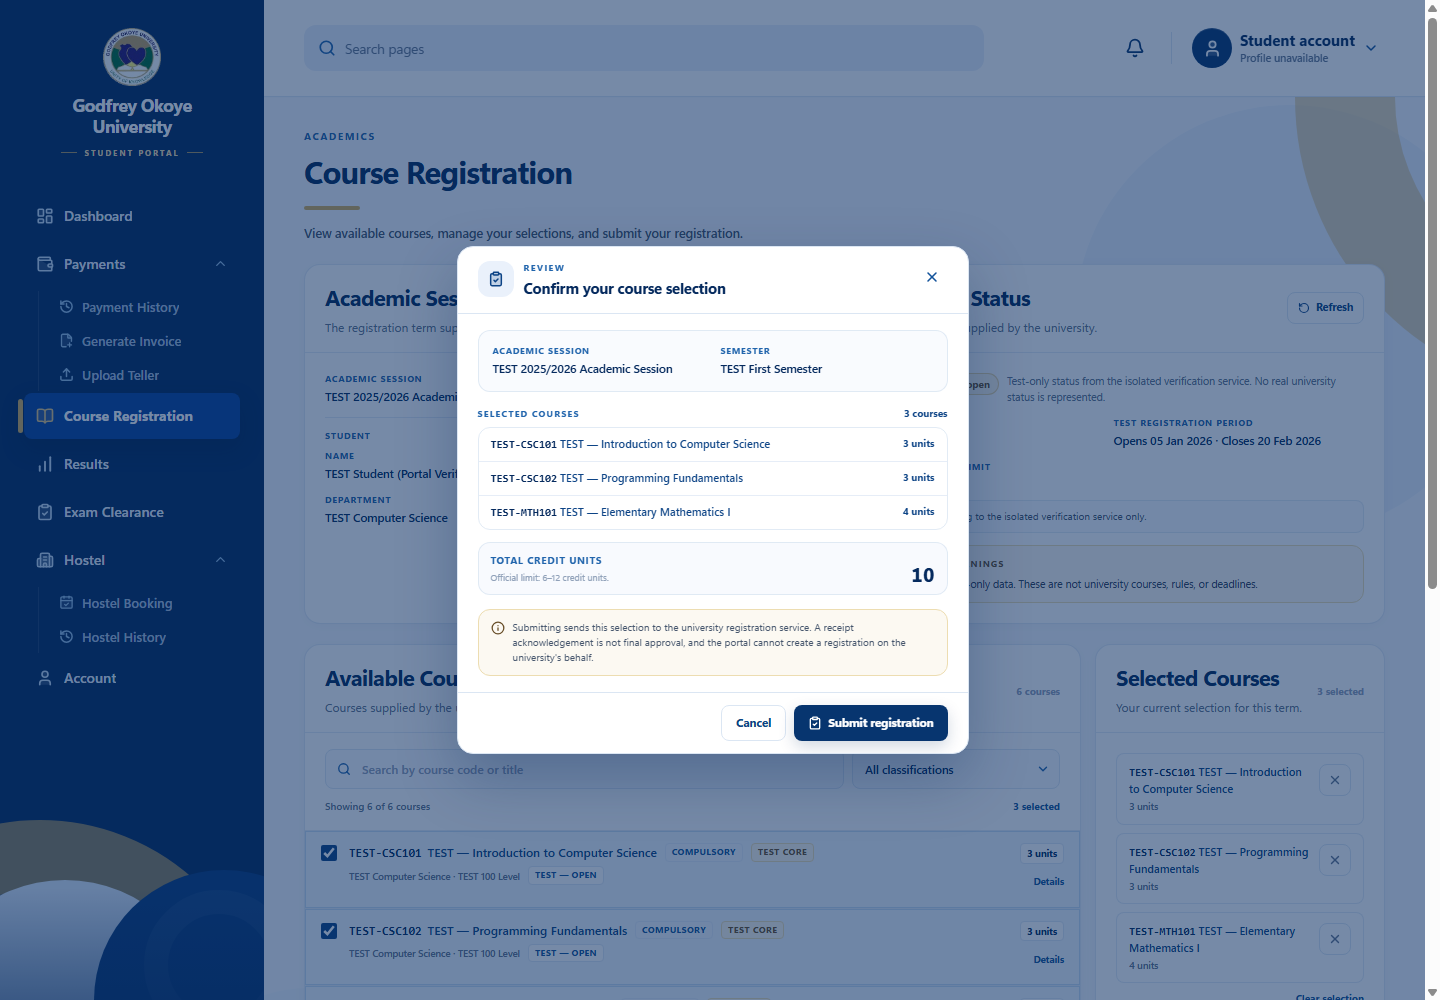 Godfrey Okoye
University
STUDENT PORTAL
Dashboard
Payments
Payment History
Generate Invoice
Upload Teller
Course Registration
Results
Exam Clearance
Hostel
Hostel Booking
Hostel History
Account
Search pages
Student account
Profile unavailable
ACADEMICS
Course Registration
View available courses, manage your selections, and submit your registration.
Academic Ses
The registration term sup
ACADEMIC SESSION
TEST 2025/2026 Academi
STUDENT
NAME
TEST Student (Portal Verif
DEPARTMENT
TEST Computer Science
Status
upplied by the university.
Refresh
open
Test-only status from the isolated verification service. No real university
status is represented.
TEST REGISTRATION PERIOD
Opens 05 Jan 2026 · Closes 20 Feb 2026
IMIT
g to the isolated verification service only.
NINGS
-only data. These are not university courses, rules, or deadlines.
REVIEW
Confirm your course selection
ACADEMIC SESSION
TEST 2025/2026 Academic Session
SEMESTER
TEST First Semester
SELECTED COURSES
3 courses
TEST-CSC101 TEST — Introduction to Computer Science
3 units
TEST-CSC102 TEST — Programming Fundamentals
3 units
TEST-MTH101 TEST — Elementary Mathematics I
4 units
TOTAL CREDIT UNITS
Official limit: 6–12 credit units.
10
Submitting sends this selection to the university registration service. A receipt
acknowledgement is not final approval, and the portal cannot create a registration on the
university's behalf.
Cancel
Submit registration
Available Cou
Courses supplied by the
6 courses
Search by course code or title
All classifications
Showing 6 of 6 courses
3 selected
TEST-CSC101 TEST — Introduction to Computer Science COMPULSORY TEST CORE
3 units
TEST Computer Science · TEST 100 Level TEST — OPEN
Details
TEST-CSC102 TEST — Programming Fundamentals COMPULSORY TEST CORE
3 units
TEST Computer Science · TEST 100 Level TEST — OPEN
Details
Selected Courses
3 selected
Your current selection for this term.
TEST-CSC101 TEST — Introduction
to Computer Science
3 units
TEST-CSC102 TEST — Programming
Fundamentals
3 units
TEST-MTH101 TEST — Elementary
Mathematics I
4 units
Clear selection